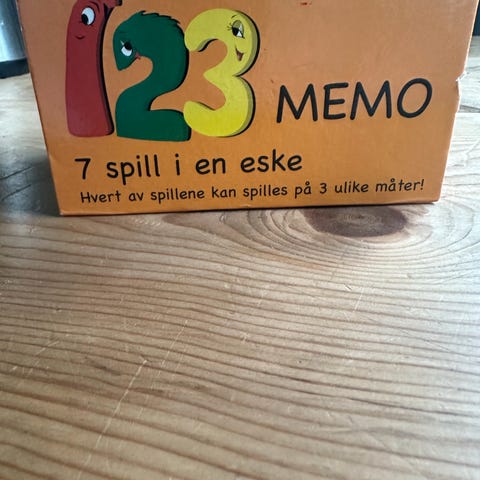 123 MEMO
7 spill i en eske
Hvert av spillene kan spilles på 3 ulike måter!